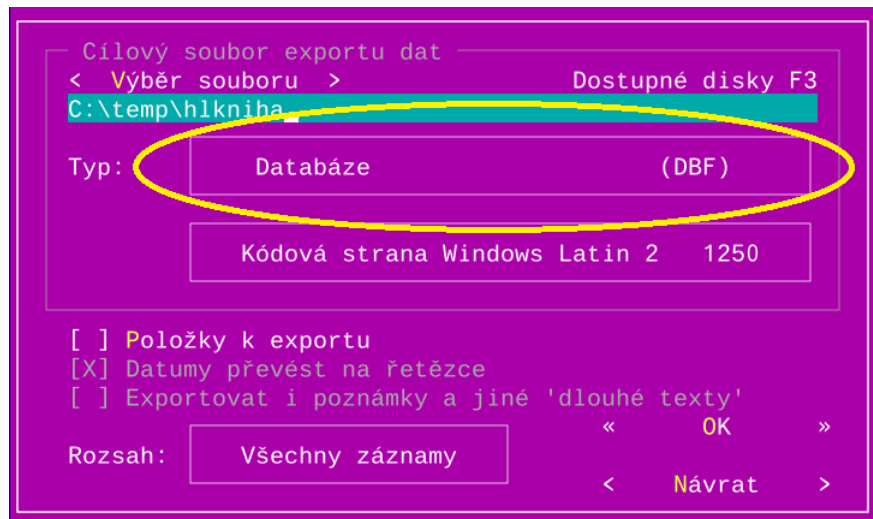 Cílový soubor exportu dat
< Výběr souboru > Dostupné disky F3
C:\temp\hlkniha_
Typ: Databáze (DBF)
Kódová strana Windows Latin 2 1250
[ ] Položky k exportu
[X] Datumy převést na řetězce
[ ] Exportovat i poznámky a jiné 'dlouhé texty'
« OK »
Rozsah: Všechny záznamy
< Návrat >